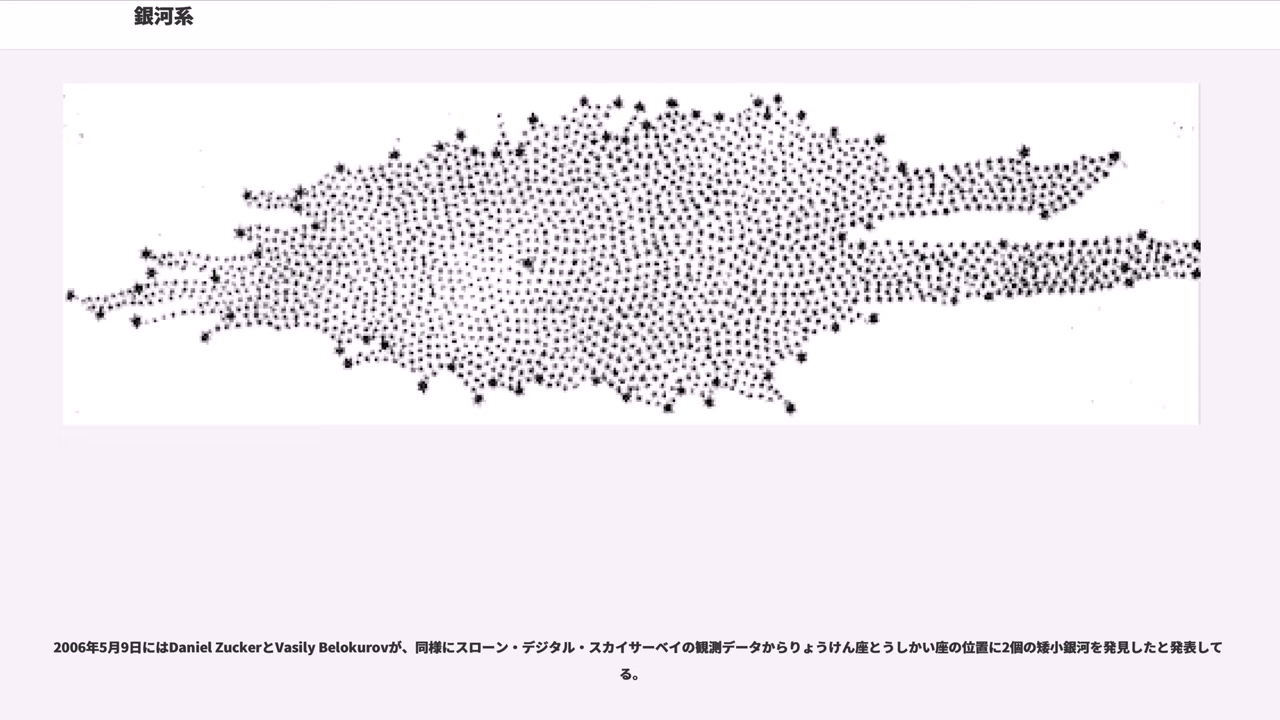 銀河系
2006年5月9日にはDaniel ZuckerとVasily Belokurovが、同様にスローン・デジタル・スカイサーベイの観測データからりょうけん座とうしかい座の位置に2個の矮小銀河を発見したと発表して
る。